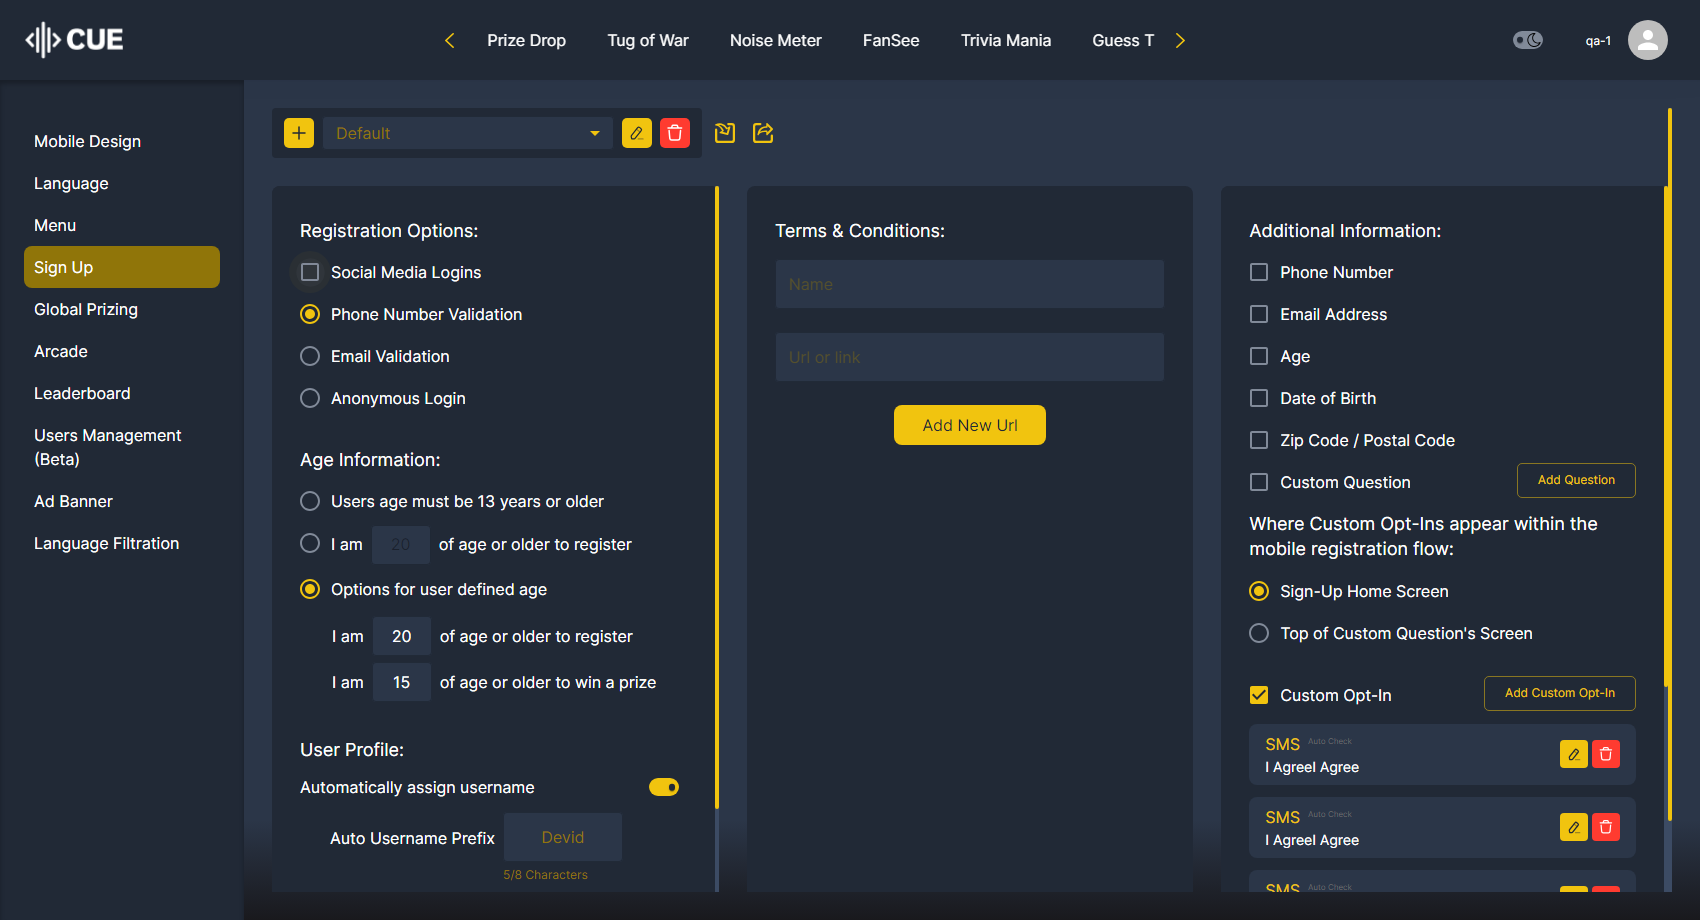 CUE
Prize Drop
Tug of War
Noise Meter
FanSee
Trivia Mania
Guess T
qa-1
Mobile Design
Language
Menu
Sign Up
Global Prizing
Arcade
Leaderboard
Users Management
(Beta)
Ad Banner
Language Filtration
Default
Registration Options:
Social Media Logins
Phone Number Validation
Email Validation
Anonymous Login
Age Information:
Users age must be 13 years or older
I am 20 of age or older to register
Options for user defined age
I am 20 of age or older to register
I am 15 of age or older to win a prize
User Profile:
Automatically assign username
Auto Username Prefix Devid
5/8 Characters
Terms & Conditions:
Name
Url or link
Add New Url
Additional Information:
Phone Number
Email Address
Age
Date of Birth
Zip Code / Postal Code
Custom Question Add Question
Where Custom Opt-Ins appear within the
mobile registration flow:
Sign-Up Home Screen
Top of Custom Question's Screen
Custom Opt-In Add Custom Opt-In
SMS Auto Check
I AgreeI Agree
SMS Auto Check
I AgreeI Agree
SMS Auto Check